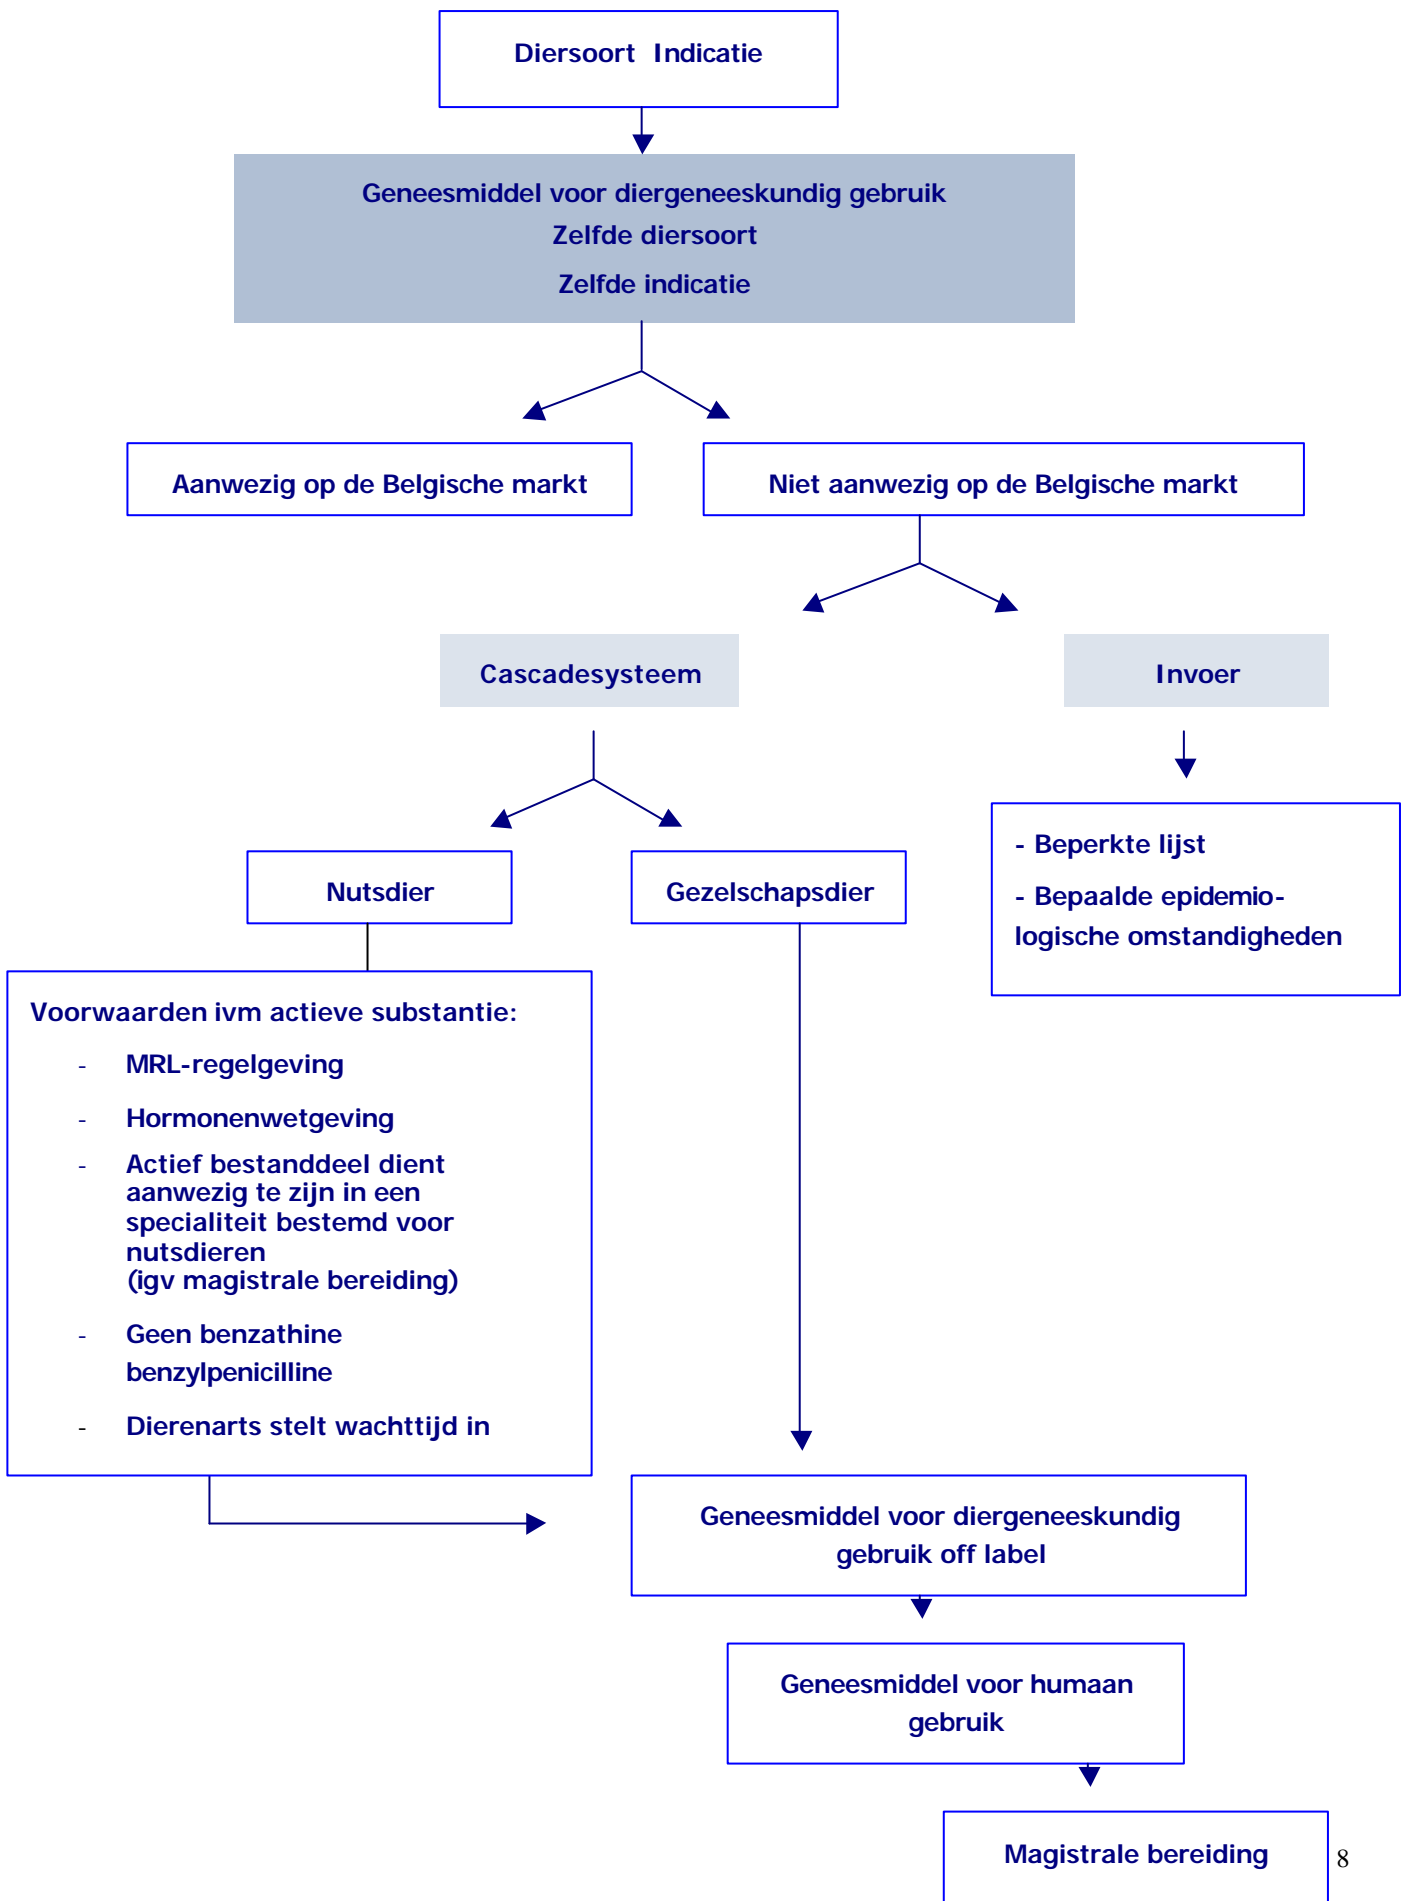 Diersoort Indicatie
Geneesmiddel voor diergeneeskundig gebruik
Zelfde diersoort
Zelfde indicatie
Aanwezig op de Belgische markt
Niet aanwezig op de Belgische markt
Cascadesysteem
Invoer
- Beperkte lijst
- Bepaalde epidemio-
logische omstandigheden
Nutsdier
Gezelschapsdier
Voorwaarden ivm actieve substantie:
- MRL-regelgeving
- Hormonenwetgeving
- Actief bestanddeel dient
aanwezig te zijn in een
specialiteit bestemd voor
nutsdieren
(igv magistrale bereiding)
- Geen benzathine
benzylpenicilline
- Dierenarts stelt wachttijd in
Geneesmiddel voor diergeneeskundig
gebruik off label
Geneesmiddel voor humaan
gebruik
Magistrale bereiding
8